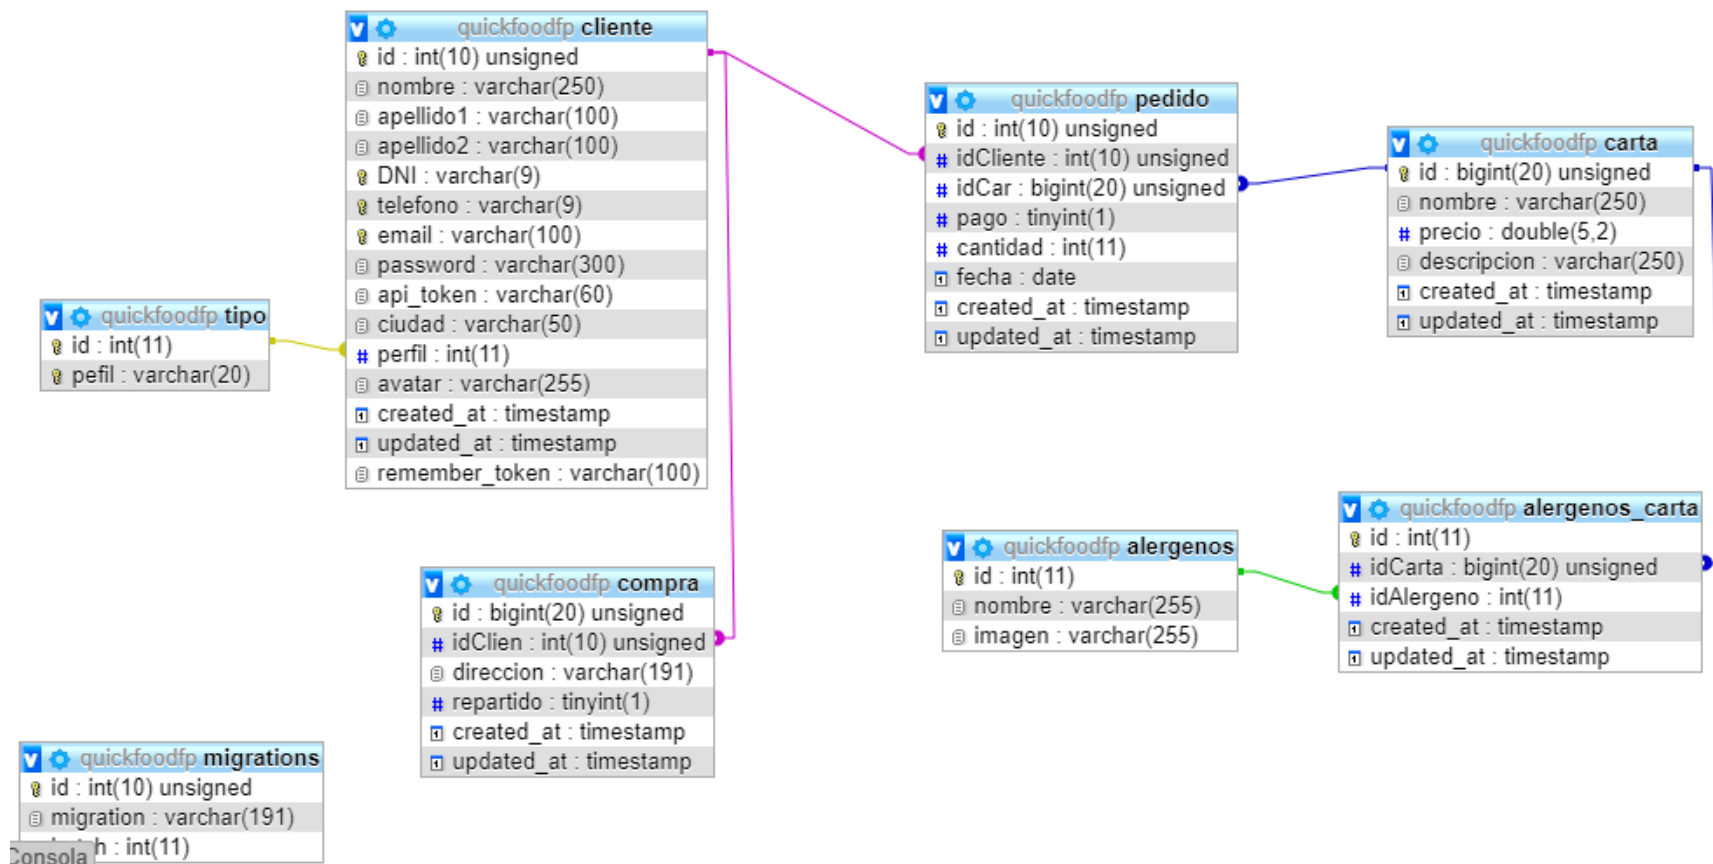 quickfoodfp cliente
id : int(10) unsigned
nombre : varchar(250)
apellido1 : varchar(100)
apellido2 : varchar(100)
DNI : varchar(9)
telefono : varchar(9)
email : varchar(100)
password : varchar(300)
api_token : varchar(60)
ciudad : varchar(50)
perfil : int(11)
avatar : varchar(255)
created_at : timestamp
updated_at : timestamp
remember_token : varchar(100)
quickfoodfp pedido
id : int(10) unsigned
idCliente : int(10) unsigned
idCar : bigint(20) unsigned
pago : tinyint(1)
cantidad : int(11)
fecha : date
created_at : timestamp
updated_at : timestamp
quickfoodfp carta
id : bigint(20) unsigned
nombre : varchar(250)
precio : double(5,2)
descripcion : varchar(250)
created_at : timestamp
updated_at : timestamp
quickfoodfp tipo
id : int(11)
pefil : varchar(20)
quickfoodfp alergenos_carta
id : int(11)
idCarta : bigint(20) unsigned
idAlergeno : int(11)
created_at : timestamp
updated_at : timestamp
quickfoodfp alergenos
id : int(11)
nombre : varchar(255)
imagen : varchar(255)
quickfoodfp compra
id : bigint(20) unsigned
idClien : int(10) unsigned
direccion : varchar(191)
repartido : tinyint(1)
created_at : timestamp
updated_at : timestamp
quickfoodfp migrations
id : int(10) unsigned
migration : varchar(191)
h : int(11)
Consola